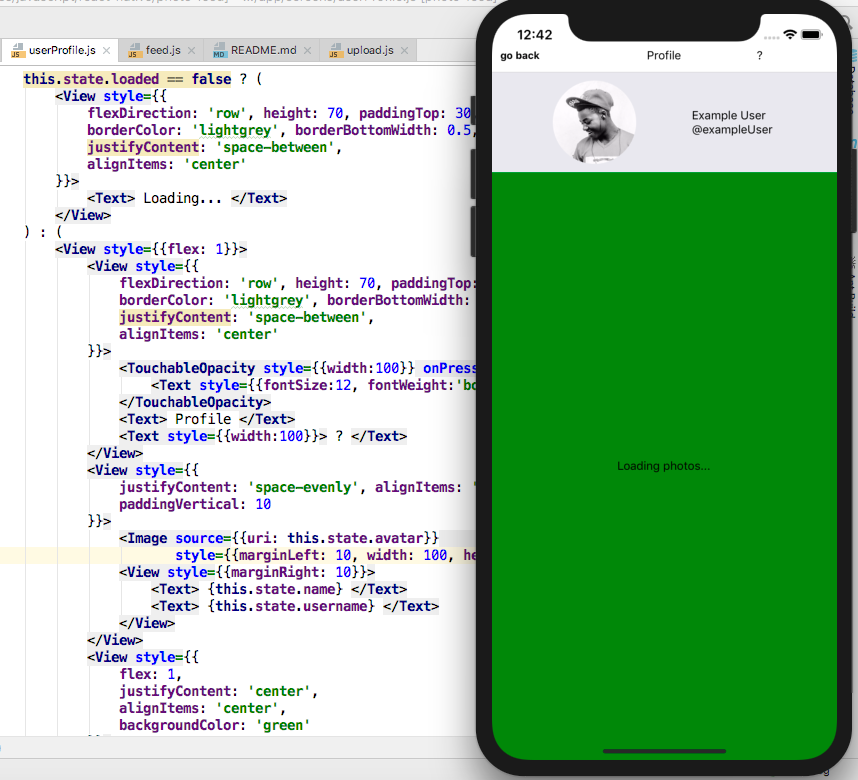 userProfile.js
feed.js
README.md
upload.js
this.state.loaded == false ? (
<View style={{
flexDirection: 'row', height: 70, paddingTop: 30
borderColor: 'lightgrey', borderBottomWidth: 0.5,
justifyContent: 'space-between',
alignItems: 'center'
}}>
<Text> Loading... </Text>
</View>
) : (
<View style={{flex: 1}}>
<View style={{
flexDirection: 'row', height: 70, paddingTop:
borderColor: 'lightgrey', borderBottomWidth:
justifyContent: 'space-between',
alignItems: 'center'
}}>
<TouchableOpacity style={{width:100}} onPress
<Text style={{fontSize:12, fontWeight:'bo
</TouchableOpacity>
<Text> Profile </Text>
<Text style={{width:100}}> ? </Text>
</View>
<View style={{
justifyContent: 'space-evenly', alignItems: '
paddingVertical: 10
}}>
<Image source={{uri: this.state.avatar}}
style={{marginLeft: 10, width: 100, he
<View style={{marginRight: 10}}>
<Text> {this.state.name} </Text>
<Text> {this.state.username} </Text>
</View>
</View>
<View style={{
flex: 1,
justifyContent: 'center',
alignItems: 'center',
backgroundColor: 'green'
12:42
go back Profile ?
Example User
@exampleUser
Loading photos...